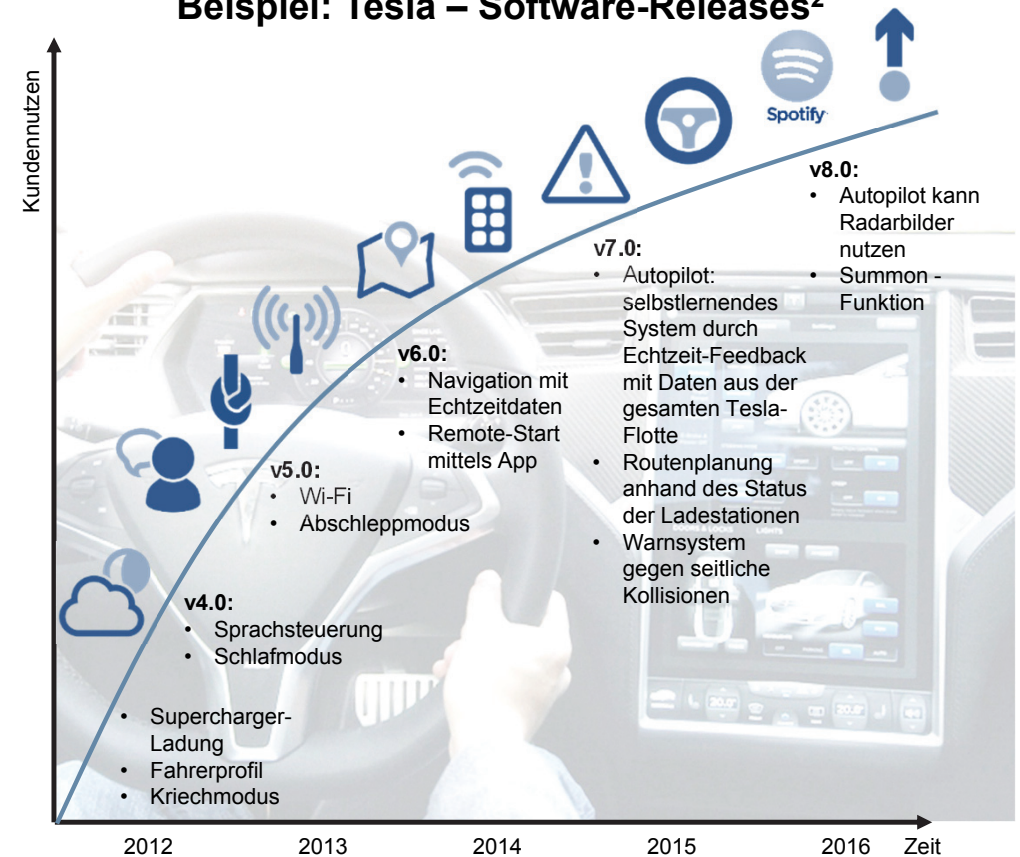 Beispiel: Tesla – Software-Releases²
Kundennutzen
Spotify
v8.0:
• Autopilot kann
Radarbilder
nutzen
• Summon -
Funktion
v7.0:
• Autopilot:
selbstlernendes
System durch
Echtzeit-Feedback
mit Daten aus der
gesamten Tesla-
Flotte
• Routenplanung
anhand des Status
der Ladestationen
• Warnsystem
gegen seitliche
Kollisionen
v6.0:
• Navigation mit
Echtzeitdaten
• Remote-Start
mittels App
v5.0:
• Wi-Fi
• Abschleppmodus
v4.0:
• Sprachsteuerung
• Schlafmodus
• Supercharger-
Ladung
• Fahrerprofil
• Kriechmodus
2012 2013 2014 2015 2016 Zeit